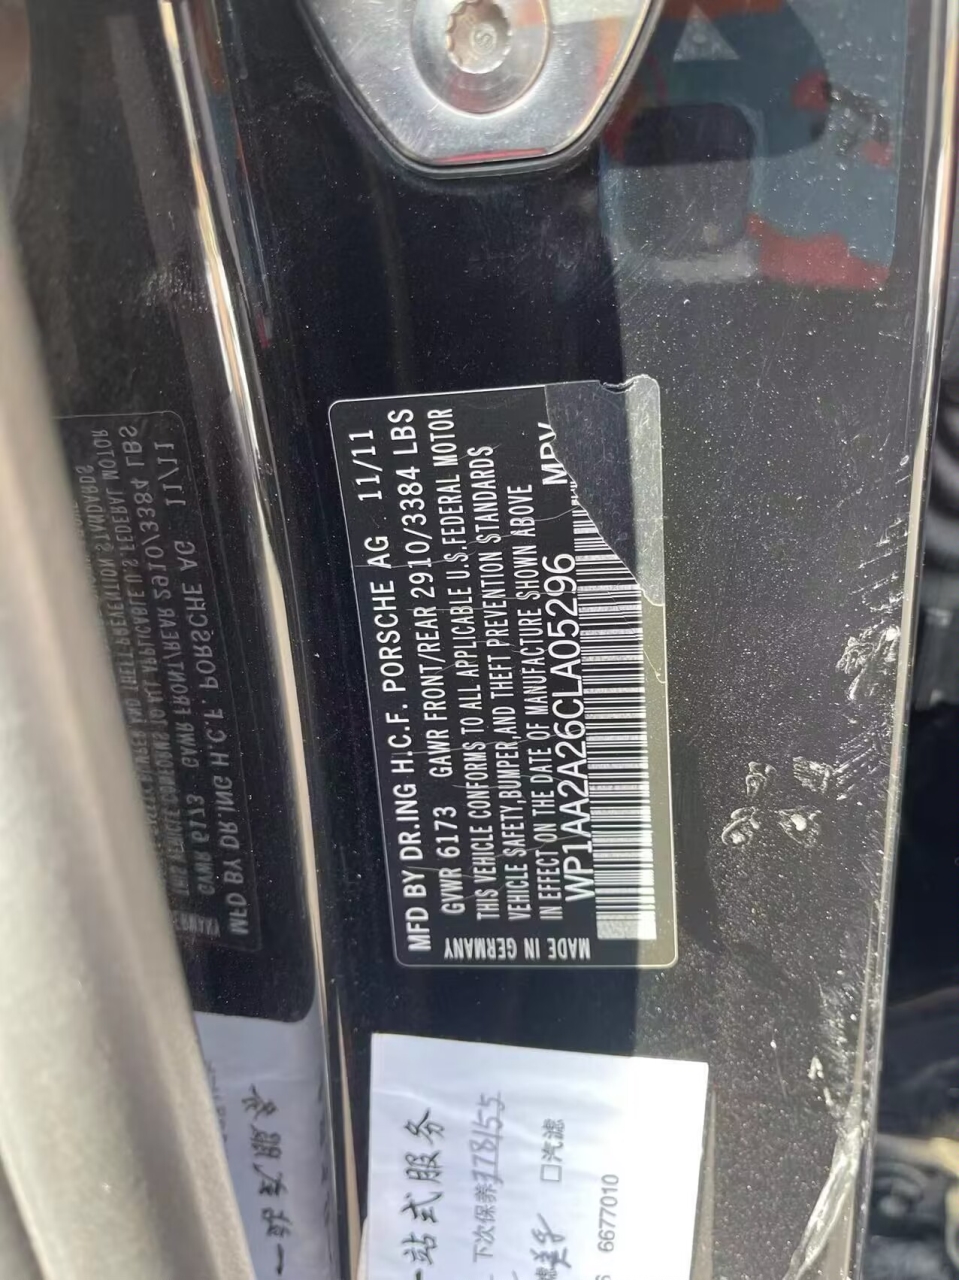 MFD BY DR.ING H.C.F. PORSCHE AG 11/11
GVWR 6173 GAWR FRONT/REAR 2910/3384 LBS
THIS VEHICLE CONFORMS TO ALL APPLICABLE U.S.FEDERAL MOTOR
VEHICLE SAFETY,BUMPER,AND THEFT PREVENTION STANDARDS
IN EFFECT ON THE DATE OF MANUFACTURE SHOWN ABOVE
WP1AA2A26CLA05296 MPV
MADE IN GERMANY
一站式服务
下次保养178155
□汽滤
6677010